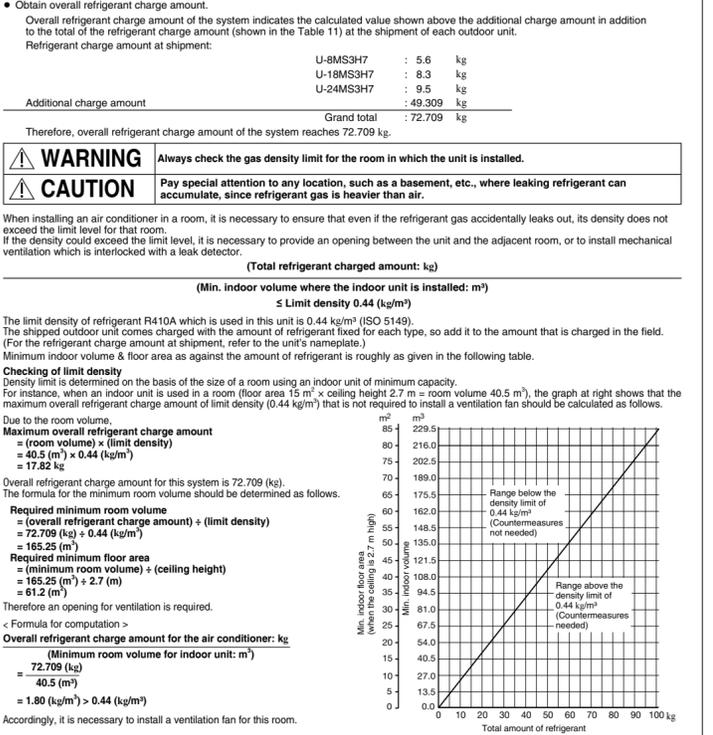 ● Obtain overall refrigerant charge amount.
Overall refrigerant charge amount of the system indicates the calculated value shown above the additional charge amount in addition
to the total of the refrigerant charge amount (shown in the Table 11) at the shipment of each outdoor unit.
Refrigerant charge amount at shipment:
U-8MS3H7 : 5.6 kg
U-18MS3H7 : 8.3 kg
U-24MS3H7 : 9.5 kg
Additional charge amount : 49.309 kg
Grand total : 72.709 kg
Therefore, overall refrigerant charge amount of the system reaches 72.709 kg.
⚠ WARNING Always check the gas density limit for the room in which the unit is installed.
⚠ CAUTION Pay special attention to any location, such as a basement, etc., where leaking refrigerant can
accumulate, since refrigerant gas is heavier than air.
When installing an air conditioner in a room, it is necessary to ensure that even if the refrigerant gas accidentally leaks out, its density does not
exceed the limit level for that room.
If the density could exceed the limit level, it is necessary to provide an opening between the unit and the adjacent room, or to install mechanical
ventilation which is interlocked with a leak detector.
(Total refrigerant charged amount: kg)
(Min. indoor volume where the indoor unit is installed: m³)
≤ Limit density 0.44 (kg/m³)
The limit density of refrigerant R410A which is used in this unit is 0.44 kg/m³ (ISO 5149).
The shipped outdoor unit comes charged with the amount of refrigerant fixed for each type, so add it to the amount that is charged in the field.
(For the refrigerant charge amount at shipment, refer to the unit's nameplate.)
Minimum indoor volume & floor area as against the amount of refrigerant is roughly as given in the following table.
Checking of limit density
Density limit is determined on the basis of the size of a room using an indoor unit of minimum capacity.
For instance, when an indoor unit is used in a room (floor area 15 m² × ceiling height 2.7 m = room volume 40.5 m³), the graph at right shows that the
maximum overall refrigerant charge amount of limit density (0.44 kg/m³) that is not required to install a ventilation fan should be calculated as follows.
Due to the room volume,
Maximum overall refrigerant charge amount
= (room volume) × (limit density)
= 40.5 (m³) × 0.44 (kg/m³)
= 17.82 kg
Overall refrigerant charge amount for this system is 72.709 (kg).
The formula for the minimum room volume should be determined as follows.
Required minimum room volume
= (overall refrigerant charge amount) ÷ (limit density)
= 72.709 (kg) ÷ 0.44 (kg/m³)
= 165.25 (m³)
Required minimum floor area
= (minimum room volume) ÷ (ceiling height)
= 165.25 (m³) ÷ 2.7 (m)
= 61.2 (m²)
Therefore an opening for ventilation is required.
< Formula for computation >
Overall refrigerant charge amount for the air conditioner: kg
(Minimum room volume for indoor unit: m³)
= 72.709 (kg)
40.5 (m³)
= 1.80 (kg/m³) > 0.44 (kg/m³)
Accordingly, it is necessary to install a ventilation fan for this room.
m² m³
85 229.5
80 216.0
75 202.5
70 189.0
65 175.5
60 162.0
55 148.5
50 135.0
45 121.5
40 108.0
35 94.5
30 81.0
25 67.5
20 54.0
15 40.5
10 27.0
5 13.5
0 0.0
Min. indoor floor area
(when the ceiling is 2.7 m high)
Min. indoor volume
Range below the
density limit of
0.44 kg/m³
(Countermeasures
not needed)
Range above the
density limit of
0.44 kg/m³
(Countermeasures
needed)
0 10 20 30 40 50 60 70 80 90 100 kg
Total amount of refrigerant